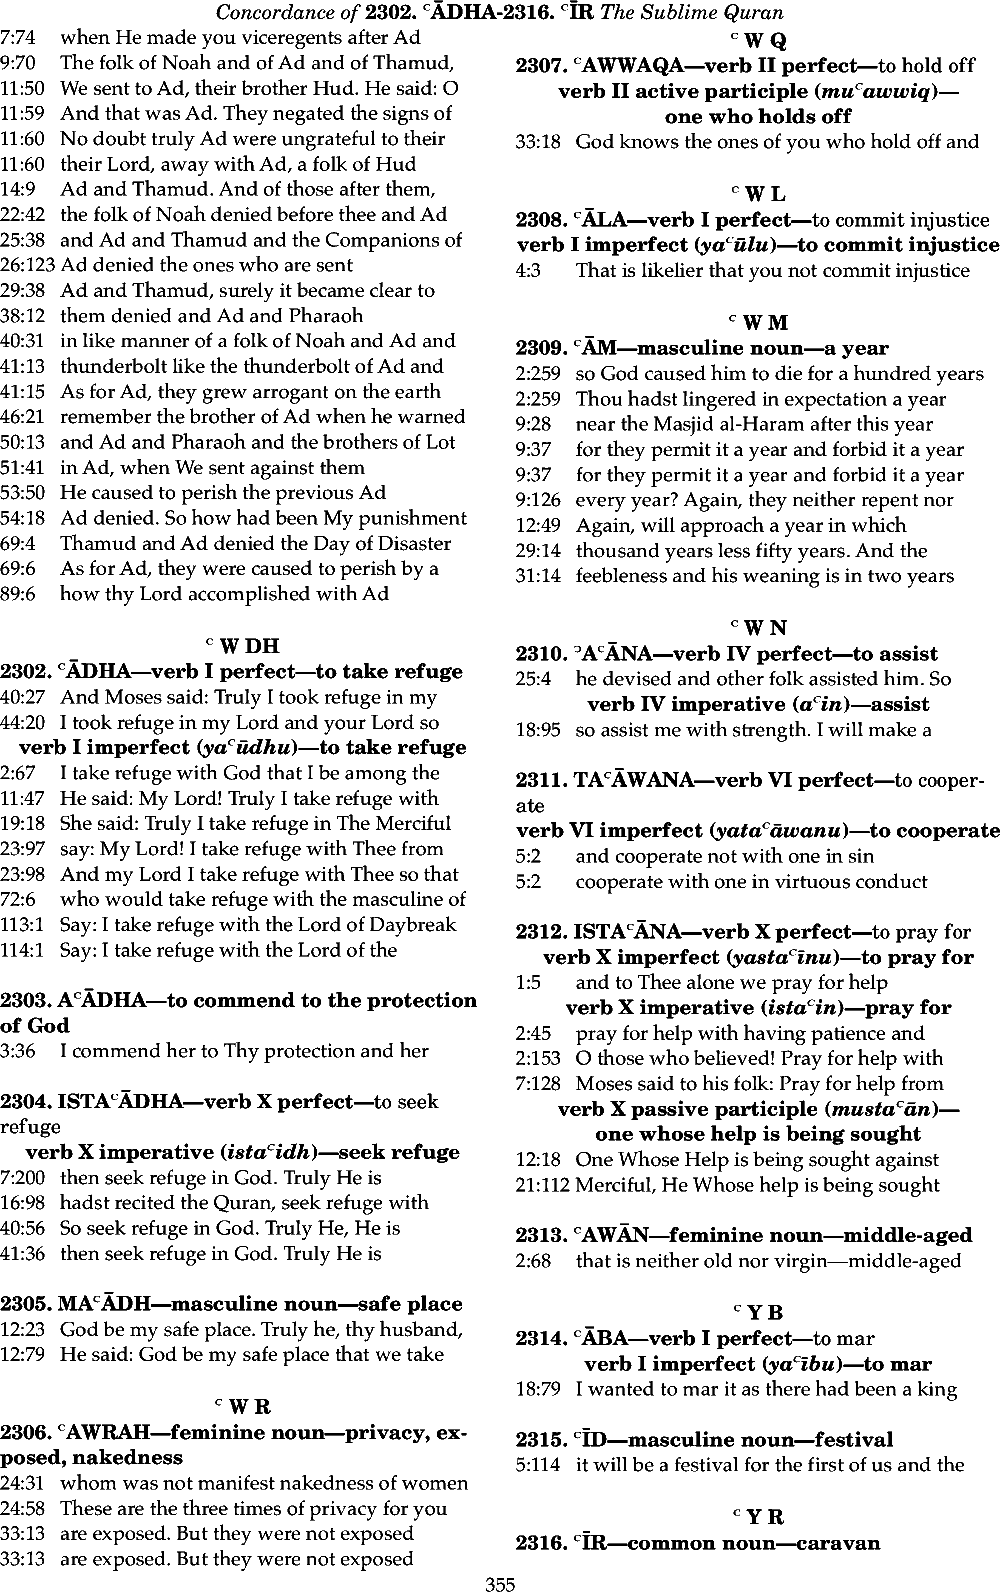 Concordance of 2302. ᶜĀDHA-2316. ᶜĪR The Sublime Quran
7:74 when He made you viceregents after Ad
9:70 The folk of Noah and of Ad and of Thamud,
11:50 We sent to Ad, their brother Hud. He said: O
11:59 And that was Ad. They negated the signs of
11:60 No doubt truly Ad were ungrateful to their
11:60 their Lord, away with Ad, a folk of Hud
14:9 Ad and Thamud. And of those after them,
22:42 the folk of Noah denied before thee and Ad
25:38 and Ad and Thamud and the Companions of
26:123 Ad denied the ones who are sent
29:38 Ad and Thamud, surely it became clear to
38:12 them denied and Ad and Pharaoh
40:31 in like manner of a folk of Noah and Ad and
41:13 thunderbolt like the thunderbolt of Ad and
41:15 As for Ad, they grew arrogant on the earth
46:21 remember the brother of Ad when he warned
50:13 and Ad and Pharaoh and the brothers of Lot
51:41 in Ad, when We sent against them
53:50 He caused to perish the previous Ad
54:18 Ad denied. So how had been My punishment
69:4 Thamud and Ad denied the Day of Disaster
69:6 As for Ad, they were caused to perish by a
89:6 how thy Lord accomplished with Ad
ᶜ W DH
2302. ᶜĀDHA—verb I perfect—to take refuge
40:27 And Moses said: Truly I took refuge in my
44:20 I took refuge in my Lord and your Lord so
verb I imperfect (yaᶜūdhu)—to take refuge
2:67 I take refuge with God that I be among the
11:47 He said: My Lord! Truly I take refuge with
19:18 She said: Truly I take refuge in The Merciful
23:97 say: My Lord! I take refuge with Thee from
23:98 And my Lord I take refuge with Thee so that
72:6 who would take refuge with the masculine of
113:1 Say: I take refuge with the Lord of Daybreak
114:1 Say: I take refuge with the Lord of the
2303. AᶜĀDHA—to commend to the protection
of God
3:36 I commend her to Thy protection and her
2304. ISTAᶜĀDHA—verb X perfect—to seek
refuge
verb X imperative (istaᶜidh)—seek refuge
7:200 then seek refuge in God. Truly He is
16:98 hadst recited the Quran, seek refuge with
40:56 So seek refuge in God. Truly He, He is
41:36 then seek refuge in God. Truly He is
2305. MAᶜĀDH—masculine noun—safe place
12:23 God be my safe place. Truly he, thy husband,
12:79 He said: God be my safe place that we take
ᶜ W R
2306. ᶜAWRAH—feminine noun—privacy, ex-
posed, nakedness
24:31 whom was not manifest nakedness of women
24:58 These are the three times of privacy for you
33:13 are exposed. But they were not exposed
33:13 are exposed. But they were not exposed
ᶜ W Q
2307. ᶜAWWAQA—verb II perfect—to hold off
verb II active participle (muᶜawwiq)—
one who holds off
33:18 God knows the ones of you who hold off and
ᶜ W L
2308. ᶜĀLA—verb I perfect—to commit injustice
verb I imperfect (yaᶜūlu)—to commit injustice
4:3 That is likelier that you not commit injustice
ᶜ W M
2309. ᶜĀM—masculine noun—a year
2:259 so God caused him to die for a hundred years
2:259 Thou hadst lingered in expectation a year
9:28 near the Masjid al-Haram after this year
9:37 for they permit it a year and forbid it a year
9:37 for they permit it a year and forbid it a year
9:126 every year? Again, they neither repent nor
12:49 Again, will approach a year in which
29:14 thousand years less fifty years. And the
31:14 feebleness and his weaning is in two years
ᶜ W N
2310. ᵓAᶜĀNA—verb IV perfect—to assist
25:4 he devised and other folk assisted him. So
verb IV imperative (aᶜin)—assist
18:95 so assist me with strength. I will make a
2311. TAᶜĀWANA—verb VI perfect—to cooper-
ate
verb VI imperfect (yataᶜāwanu)—to cooperate
5:2 and cooperate not with one in sin
5:2 cooperate with one in virtuous conduct
2312. ISTAᶜĀNA—verb X perfect—to pray for
verb X imperfect (yastaᶜīnu)—to pray for
1:5 and to Thee alone we pray for help
verb X imperative (istaᶜin)—pray for
2:45 pray for help with having patience and
2:153 O those who believed! Pray for help with
7:128 Moses said to his folk: Pray for help from
verb X passive participle (mustaᶜān)—
one whose help is being sought
12:18 One Whose Help is being sought against
21:112 Merciful, He Whose help is being sought
2313. ᶜAWĀN—feminine noun—middle-aged
2:68 that is neither old nor virgin—middle-aged
ᶜ Y B
2314. ᶜĀBA—verb I perfect—to mar
verb I imperfect (yaᶜību)—to mar
18:79 I wanted to mar it as there had been a king
2315. ᶜĪD—masculine noun—festival
5:114 it will be a festival for the first of us and the
ᶜ Y R
2316. ᶜĪR—common noun—caravan
355